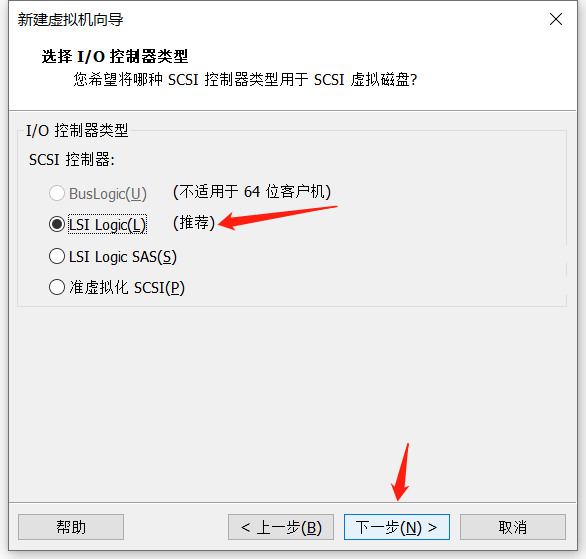 新建虚拟机向导
选择 I/O 控制器类型
您希望将哪种 SCSI 控制器类型用于 SCSI 虚拟磁盘?
I/O 控制器类型
SCSI 控制器:
BusLogic(U) (不适用于 64 位客户机)
LSI Logic(L) (推荐)
LSI Logic SAS(S)
准虚拟化 SCSI(P)
帮助 < 上一步(B) 下一步(N) > 取消